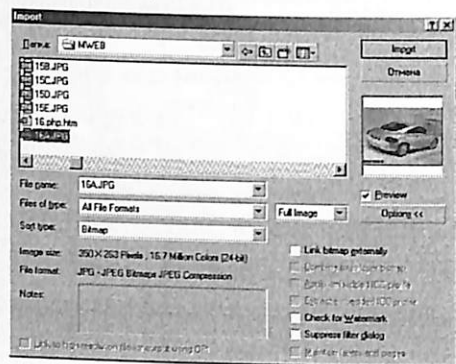 Import
Папка: MWEB
Import
Отмена
15B.JPG
15C.JPG
15D.JPG
15E.JPG
16.php.htm
16A.JPG
File name: 16A.JPG
Preview
Files of type: All File Formats
Full Image
Options <<
Sort type: Bitmap
Image size: 350 X 263 Pixels, 16.7 Million Colors (24-bit)
Link bitmap externally
File format: JPG - JPEG Bitmaps JPEG Compression
Notes:
Check for Watermark
Suppress filter dialog